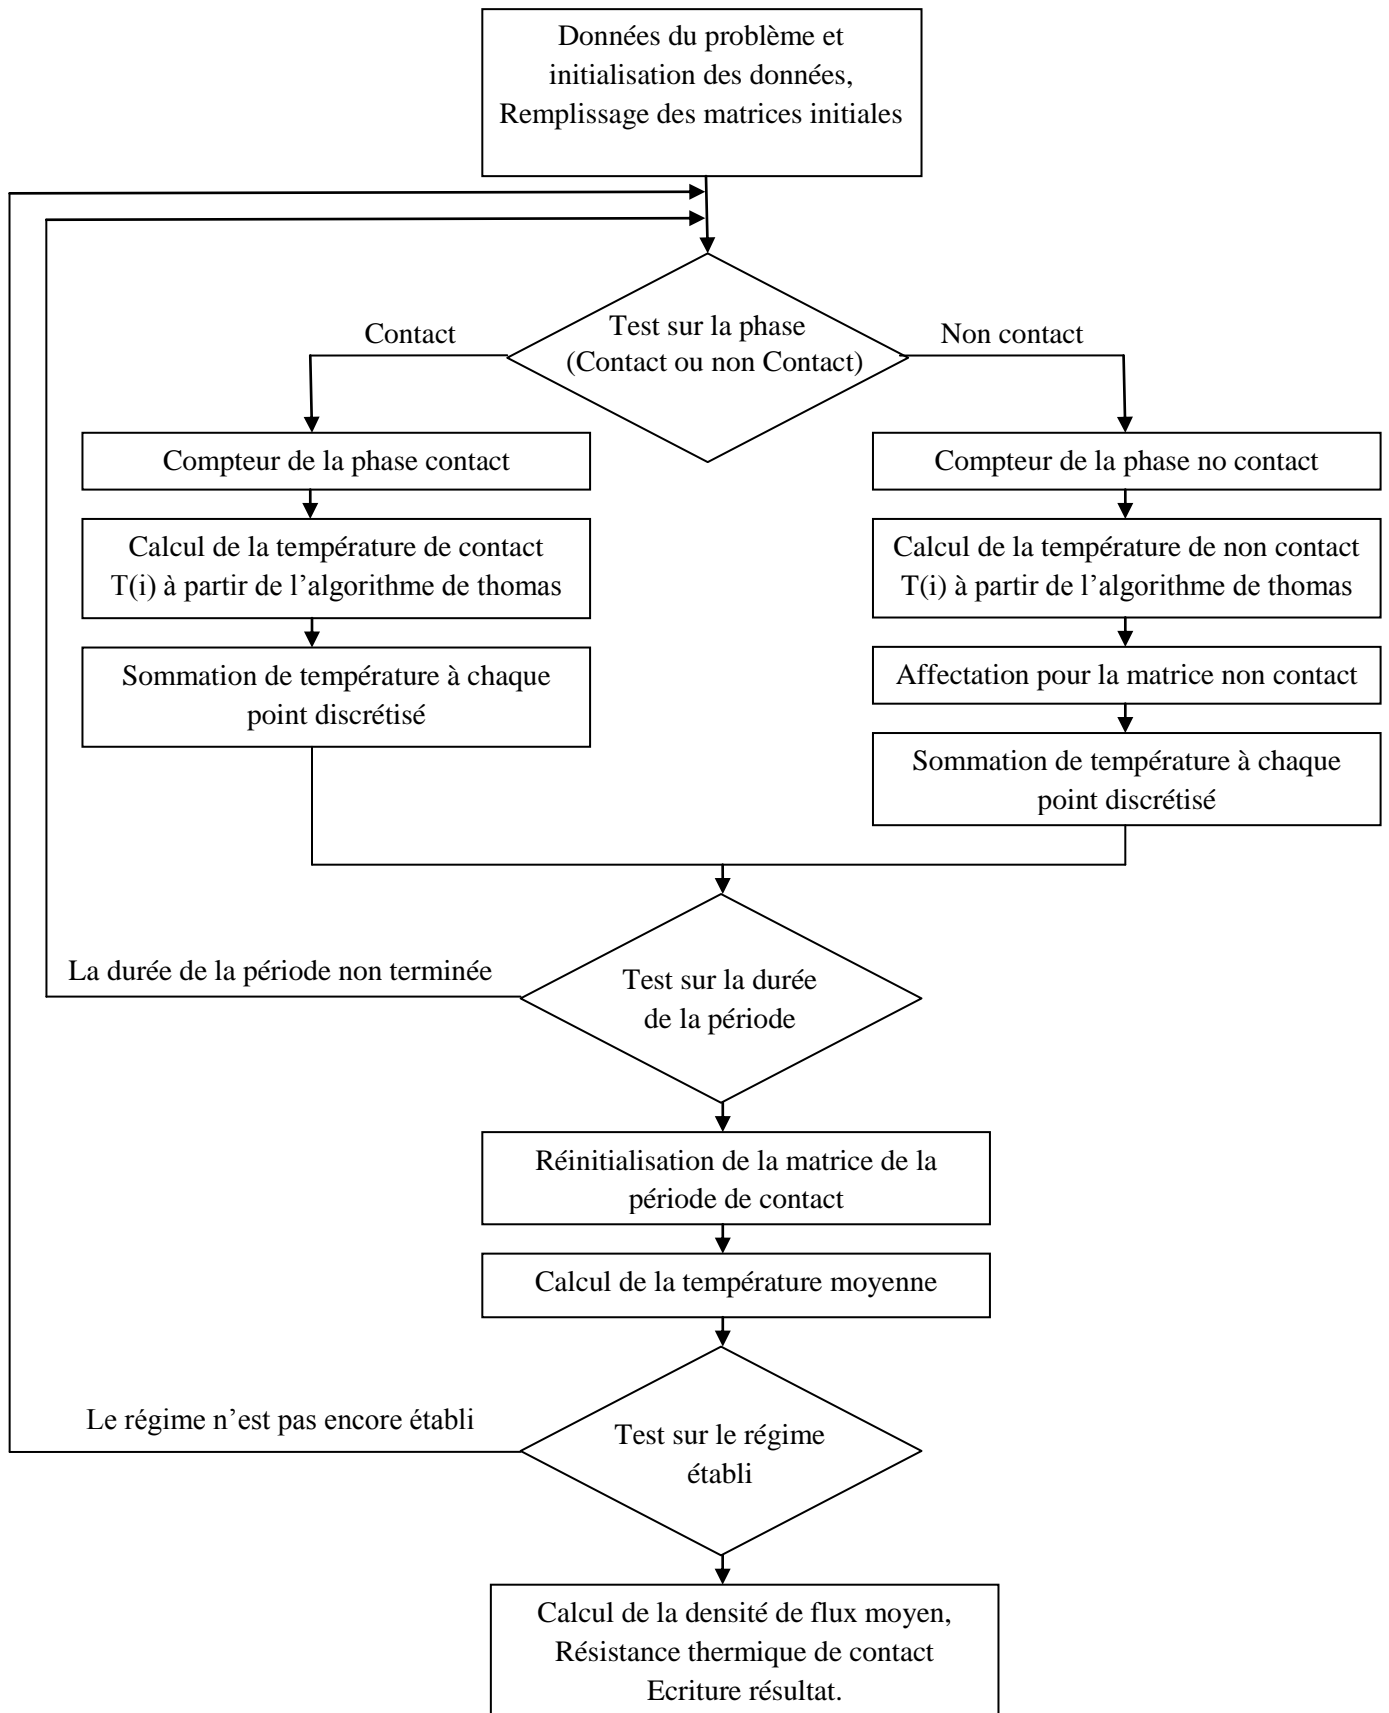 Données du problème et
initialisation des données,
Remplissage des matrices initiales
Contact
Test sur la phase
(Contact ou non Contact)
Non contact
Compteur de la phase contact
Compteur de la phase no contact
Calcul de la température de contact
T(i) à partir de l’algorithme de thomas
Calcul de la température de non contact
T(i) à partir de l’algorithme de thomas
Sommation de température à chaque
point discrétisé
Affectation pour la matrice non contact
Sommation de température à chaque
point discrétisé
La durée de la période non terminée
Test sur la durée
de la période
Réinitialisation de la matrice de la
période de contact
Calcul de la température moyenne
Le régime n’est pas encore établi
Test sur le régime
établi
Calcul de la densité de flux moyen,
Résistance thermique de contact
Ecriture résultat.